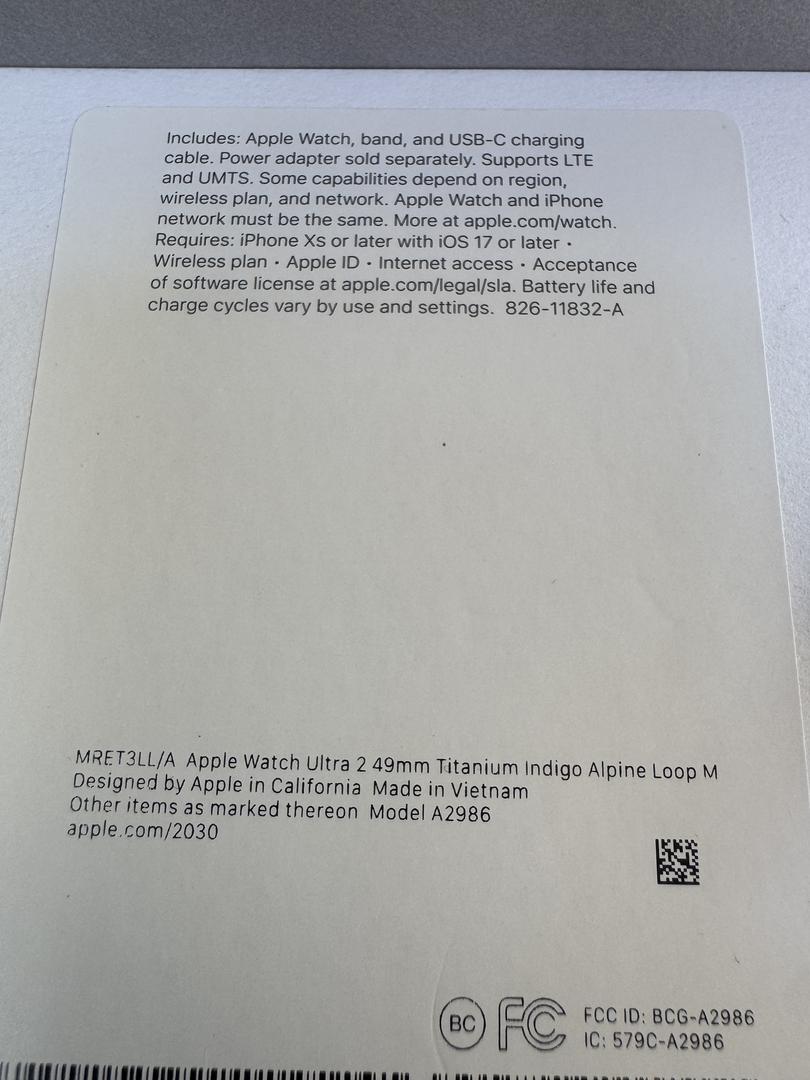 Includes: Apple Watch, band, and USB-C charging
cable. Power adapter sold separately. Supports LTE
and UMTS. Some capabilities depend on region,
wireless plan, and network. Apple Watch and iPhone
network must be the same. More at apple.com/watch.
Requires: iPhone Xs or later with iOS 17 or later •
Wireless plan • Apple ID • Internet access • Acceptance
of software license at apple.com/legal/sla. Battery life and
charge cycles vary by use and settings. 826-11832-A
MRET3LL/A Apple Watch Ultra 2 49mm Titanium Indigo Alpine Loop M
Designed by Apple in California Made in Vietnam
Other items as marked thereon Model A2986
apple.com/2030
BC FC FCC ID: BCG-A2986
IC: 579C-A2986